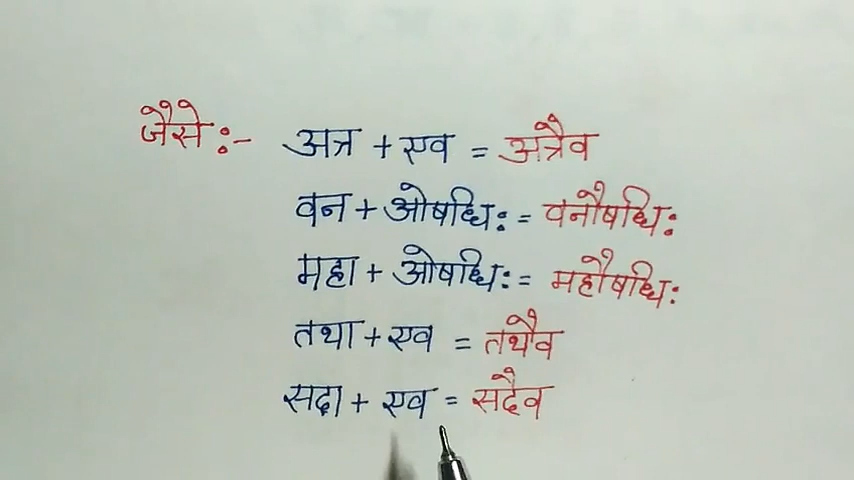 जैसे :- अत्र + एव = अत्रैव
वन + ओषधि: = वनौषधि:
महा + ओषधि: = महौषधि:
तथा + एव = तथैव
सदा + एव = सदैव